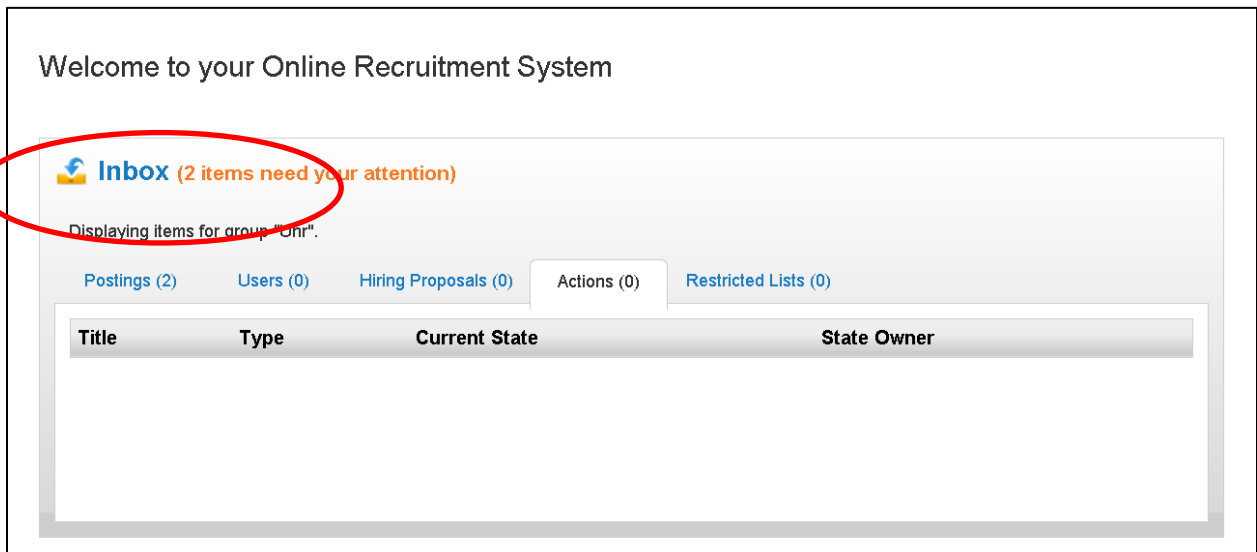 Welcome to your Online Recruitment System
Inbox (2 items need your attention)
Displaying items for group "Uhr".
Postings (2) Users (0) Hiring Proposals (0) Actions (0) Restricted Lists (0)
Title Type Current State State Owner